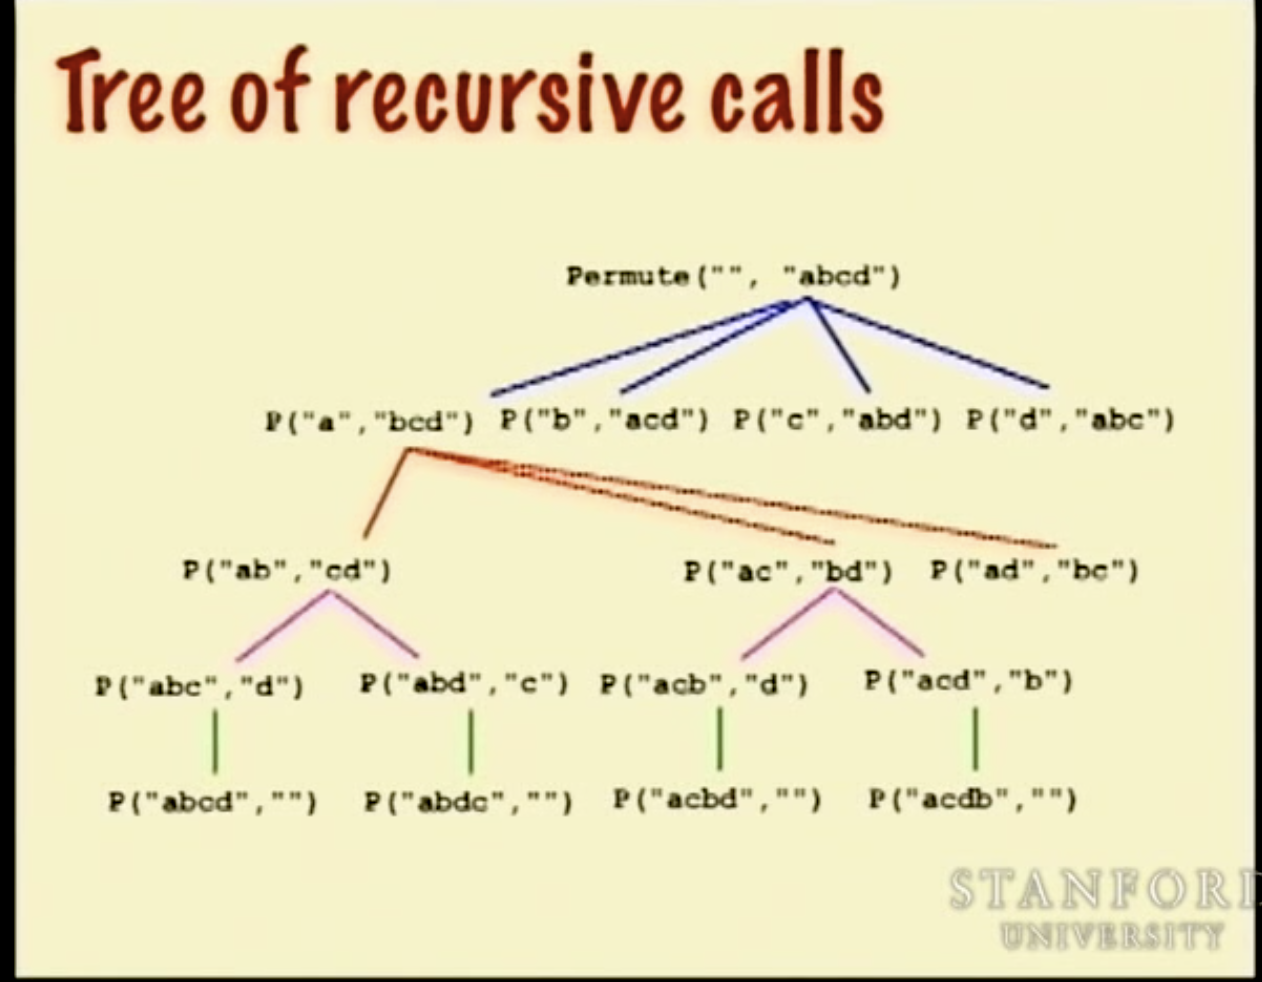 Tree of recursive calls
Permute("", "abcd")
P("a","bcd") P("b","acd") P("c","abd") P("d","abc")
P("ab","cd") P("ac","bd") P("ad","bc")
P("abc","d") P("abd","c") P("acb","d") P("acd","b")
P("abcd","") P("abdc","") P("acbd","") P("acdb","")
STANFORD
UNIVERSITY